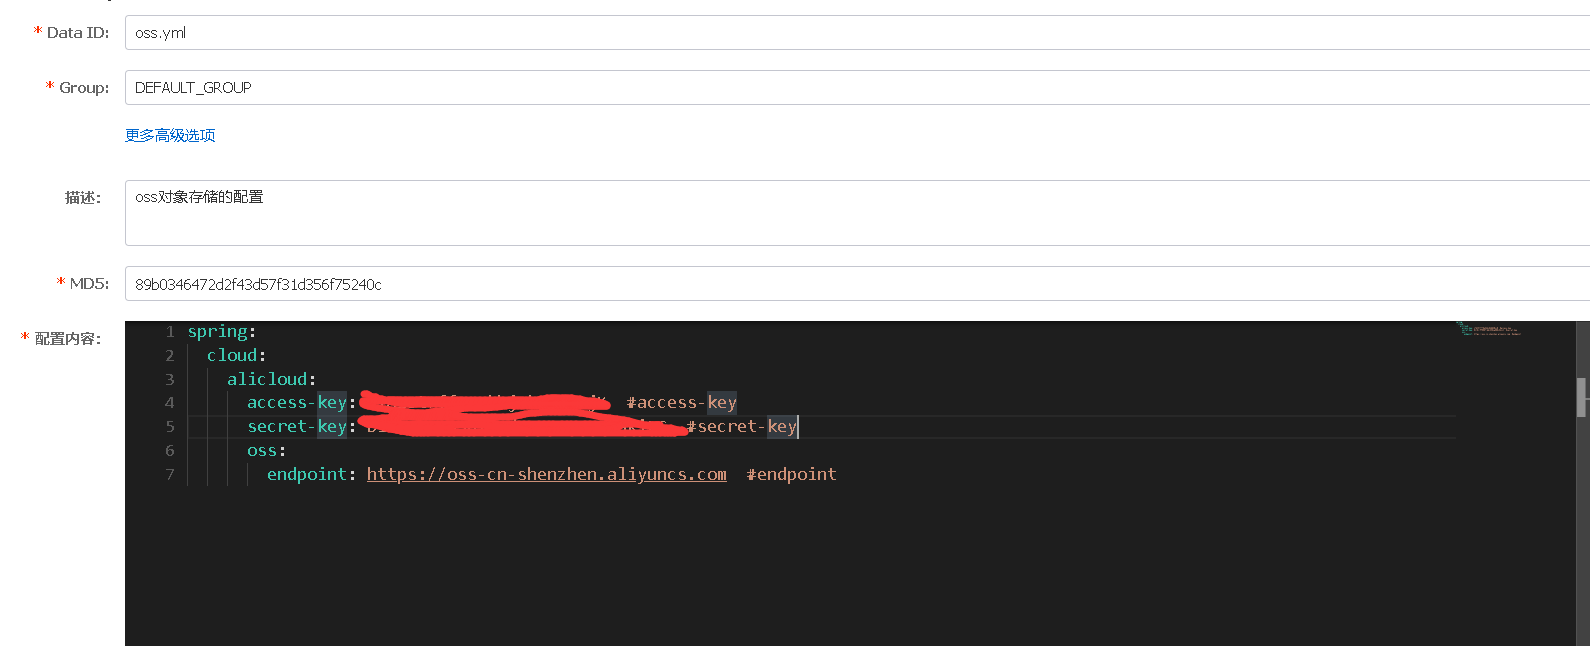 * Data ID: oss.yml
* Group: DEFAULT_GROUP
更多高级选项
描述: oss对象存储的配置
* MD5: 89b0346472d2f43d57f31d356f75240c
* 配置内容:
1 spring:
2 cloud:
3 alicloud:
4 access-key: #access-key
5 secret-key: #secret-key
6 oss:
7 endpoint: https://oss-cn-shenzhen.aliyuncs.com #endpoint